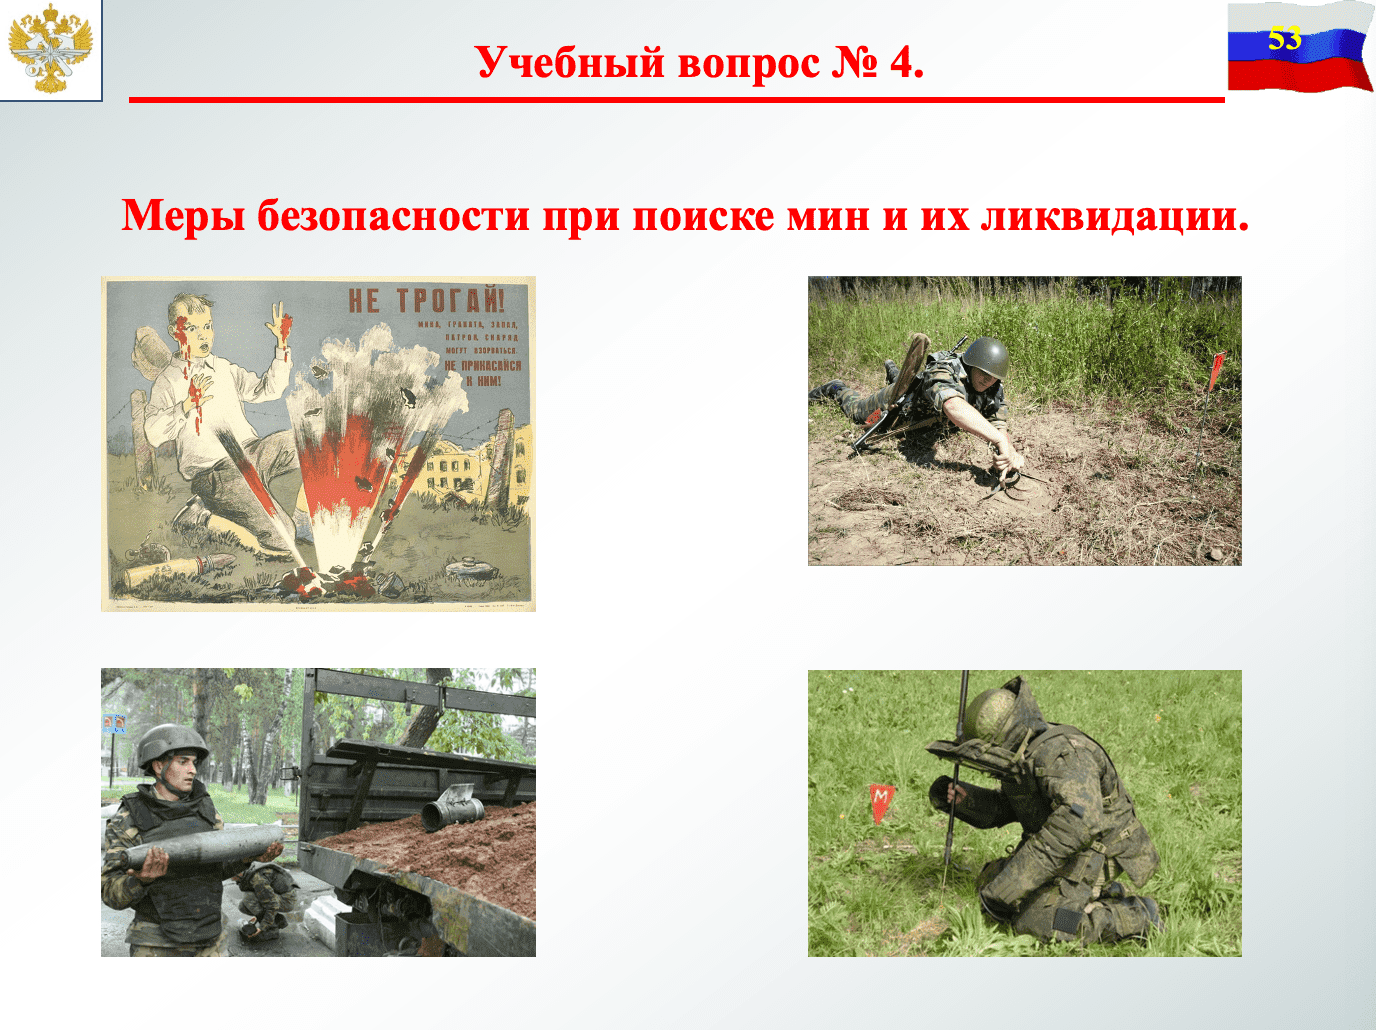 53
Учебный вопрос № 4.
Меры безопасности при поиске мин и их ликвидации.
НЕ ТРОГАЙ!
МИНА, ГРАНАТА, ЗАПАЛ,
ПАТРОН, СНАРЯД
МОГУТ ВЗОРВАТЬСЯ.
НЕ ПРИКАСАЙСЯ
К НИМ!
М